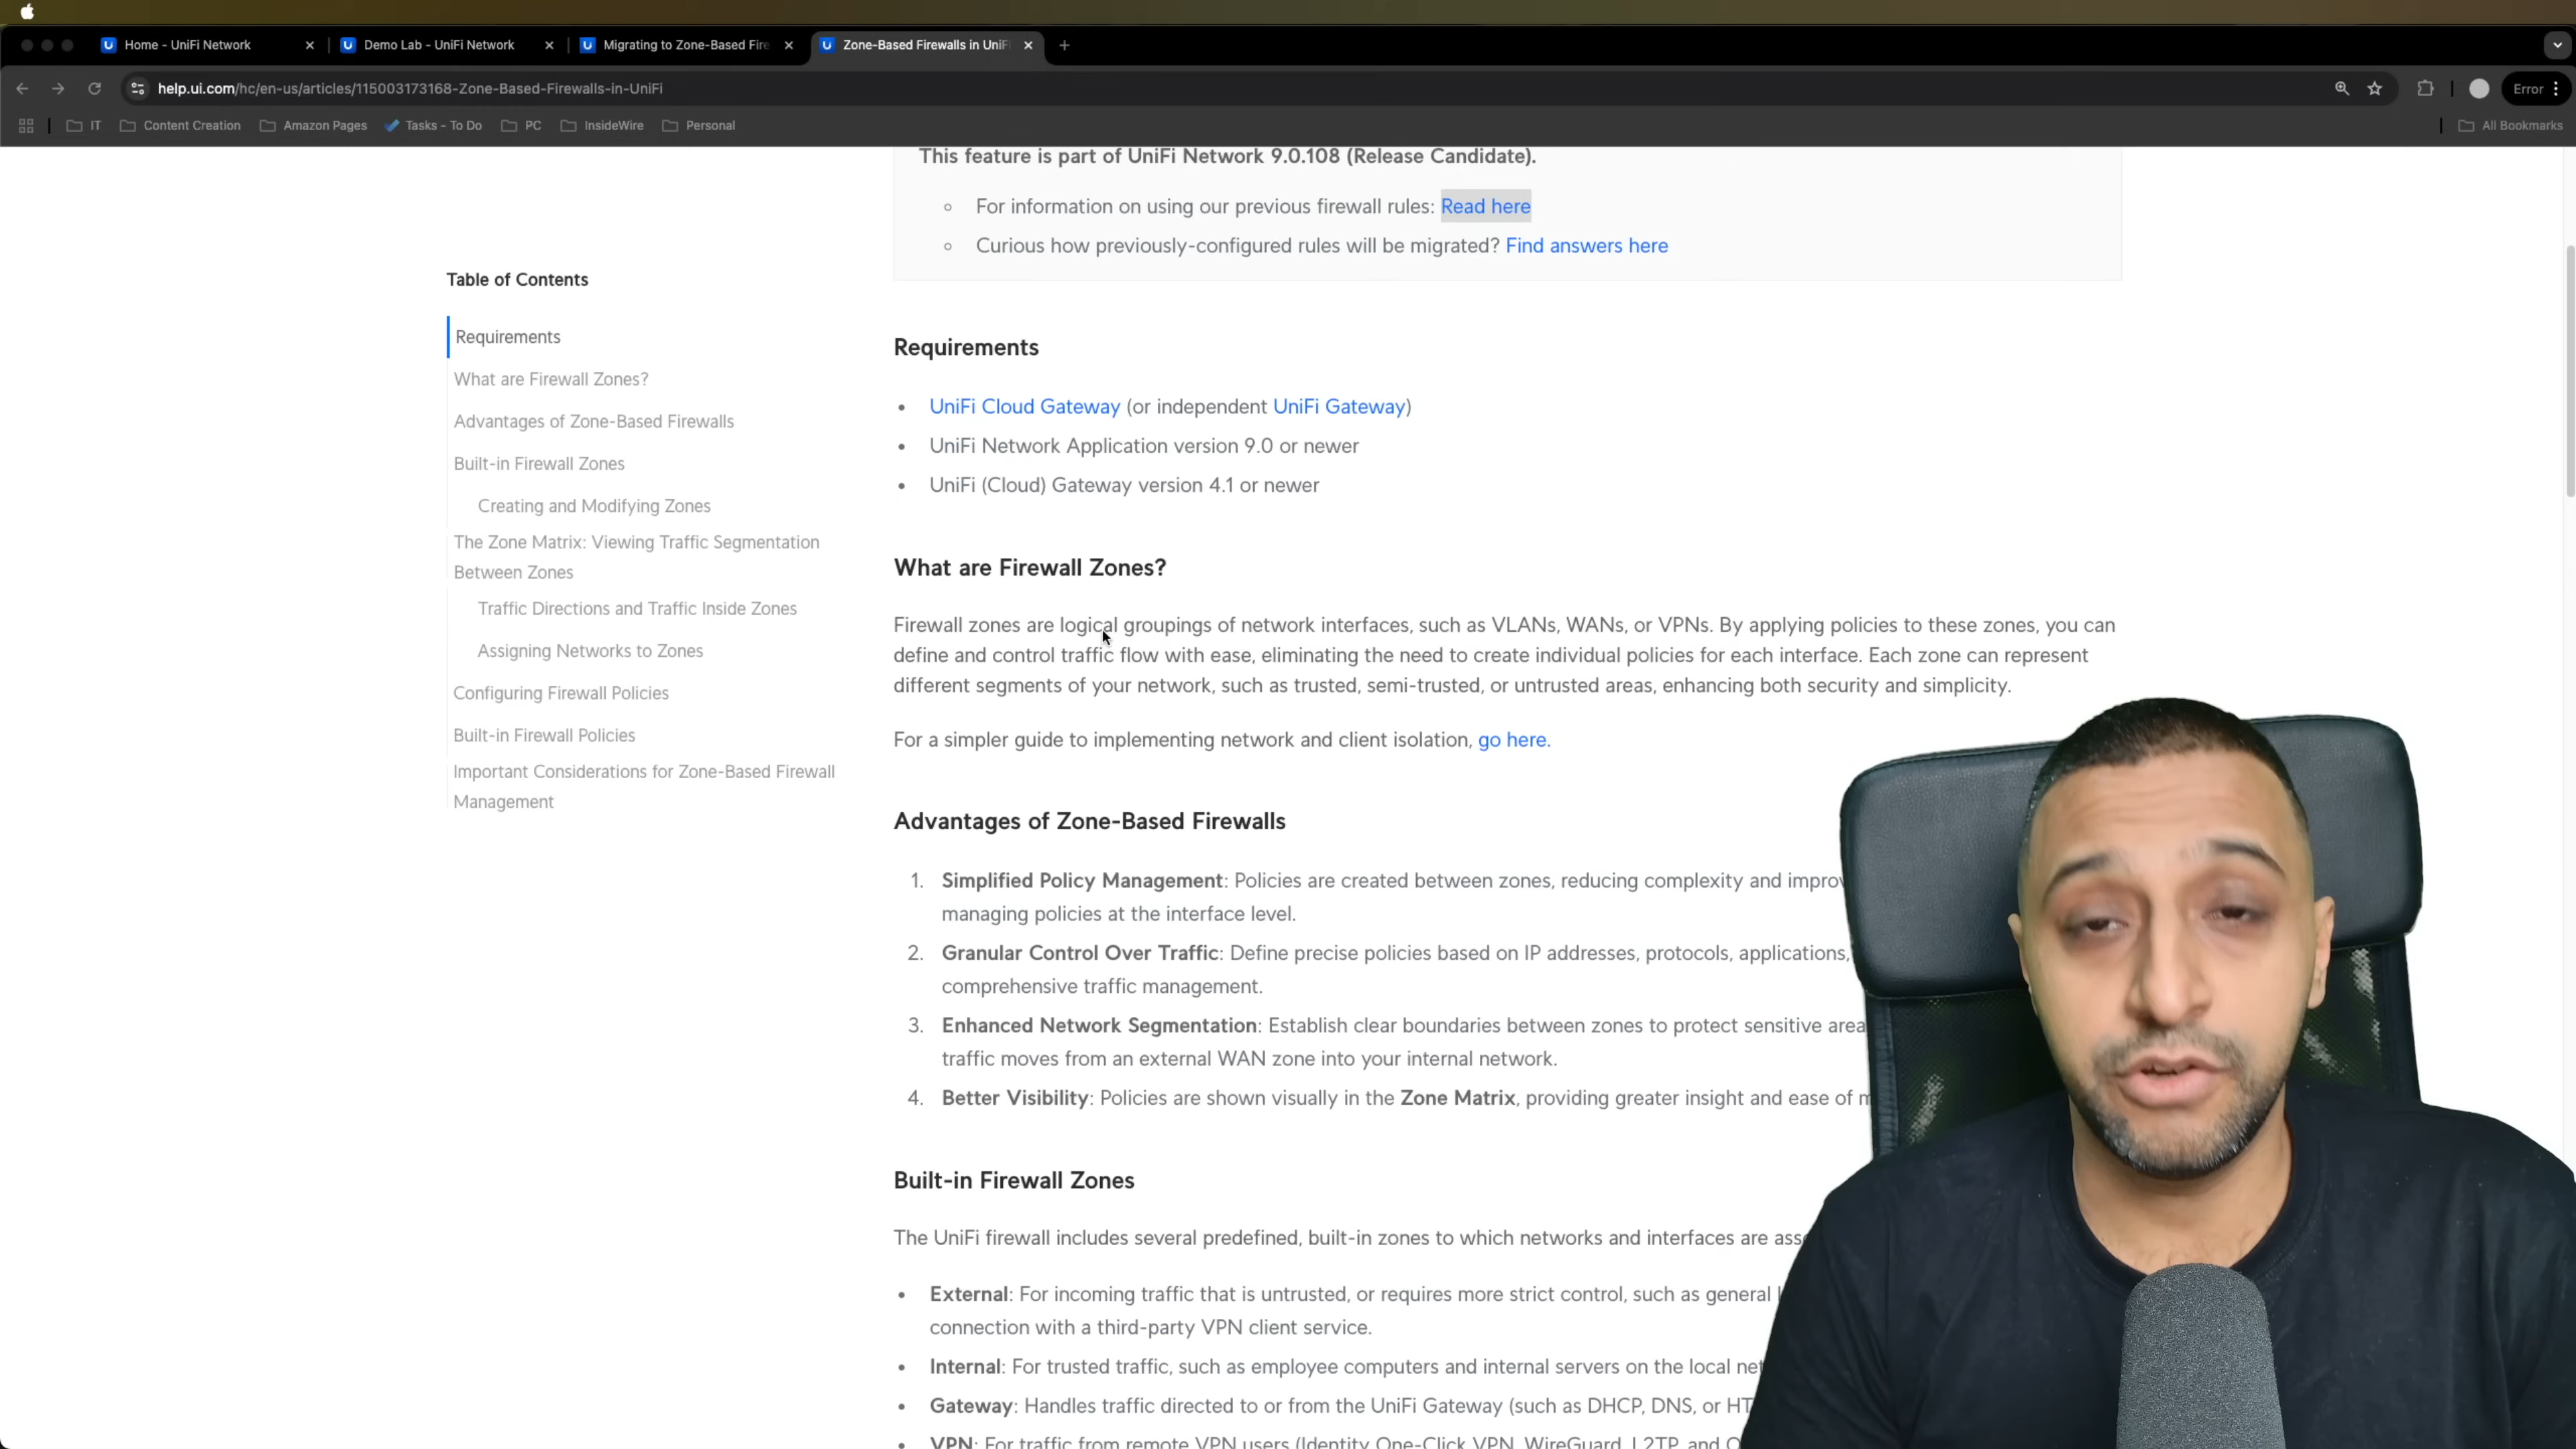 Home - UniFi Network
Demo Lab - UniFi Network
Migrating to Zone-Based Fire
Zone-Based Firewalls in UniFi
help.ui.com/hc/en-us/articles/115003173168-Zone-Based-Firewalls-in-UniFi
Error
IT
Content Creation
Amazon Pages
Tasks - To Do
PC
InsideWire
Personal
All Bookmarks
This feature is part of UniFi Network 9.0.108 (Release Candidate).
For information on using our previous firewall rules: Read here
Curious how previously-configured rules will be migrated? Find answers here
Table of Contents
Requirements
What are Firewall Zones?
Advantages of Zone-Based Firewalls
Built-in Firewall Zones
Creating and Modifying Zones
The Zone Matrix: Viewing Traffic Segmentation
Between Zones
Traffic Directions and Traffic Inside Zones
Assigning Networks to Zones
Configuring Firewall Policies
Built-in Firewall Policies
Important Considerations for Zone-Based Firewall
Management
Requirements
UniFi Cloud Gateway (or independent UniFi Gateway)
UniFi Network Application version 9.0 or newer
UniFi (Cloud) Gateway version 4.1 or newer
What are Firewall Zones?
Firewall zones are logical groupings of network interfaces, such as VLANs, WANs, or VPNs. By applying policies to these zones, you can
define and control traffic flow with ease, eliminating the need to create individual policies for each interface. Each zone can represent
different segments of your network, such as trusted, semi-trusted, or untrusted areas, enhancing both security and simplicity.
For a simpler guide to implementing network and client isolation, go here.
Advantages of Zone-Based Firewalls
1. Simplified Policy Management: Policies are created between zones, reducing complexity and improv
managing policies at the interface level.
2. Granular Control Over Traffic: Define precise policies based on IP addresses, protocols, applications,
comprehensive traffic management.
3. Enhanced Network Segmentation: Establish clear boundaries between zones to protect sensitive area
traffic moves from an external WAN zone into your internal network.
4. Better Visibility: Policies are shown visually in the Zone Matrix, providing greater insight and ease of m
Built-in Firewall Zones
The UniFi firewall includes several predefined, built-in zones to which networks and interfaces are ass
External: For incoming traffic that is untrusted, or requires more strict control, such as general
connection with a third-party VPN client service.
Internal: For trusted traffic, such as employee computers and internal servers on the local net
Gateway: Handles traffic directed to or from the UniFi Gateway (such as DHCP, DNS, or HT
VPN: For traffic from remote VPN users (Identity One-Click VPN, WireGuard, L2TP, and O